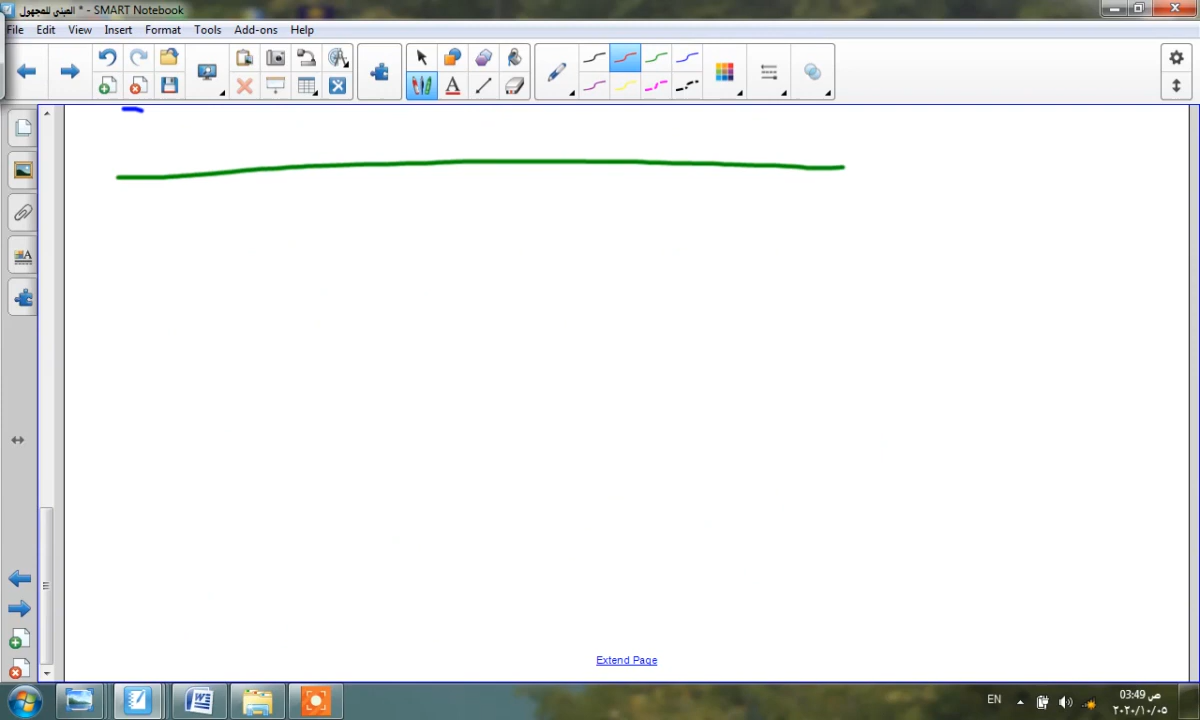 المبني للمجهول * - SMART Notebook
File Edit View Insert Format Tools Add-ons Help
Extend Page
EN
03:49 ص
٢٠٢٠/١٠/٠٥